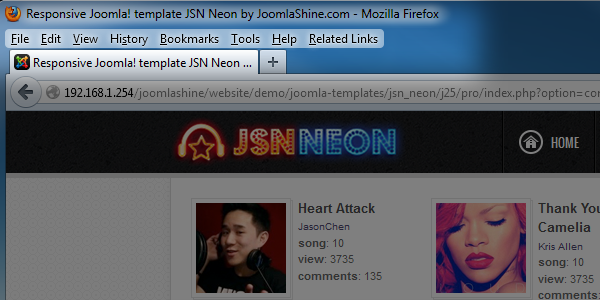 Responsive Joomla! template JSN Neon by JoomlaShine.com - Mozilla Firefox
File Edit View History Bookmarks Tools Help Related Links
Responsive Joomla! template JSN Neon ...
192.168.1.254/joomlashine/website/demo/joomla-templates/jsn_neon/j25/pro/index.php?option=con
JSN NEON
HOME
Heart Attack
JasonChen
song: 10
view: 3735
comments: 135
Thank You
Camelia
Kris Allen
song: 10
view: 3735
comments: